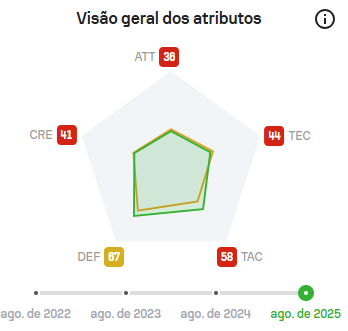 Visão geral dos atributos
ATT 36
CRE 41
44 TEC
DEF 67
58 TAC
ago. de 2022 ago. de 2023 ago. de 2024 ago. de 2025